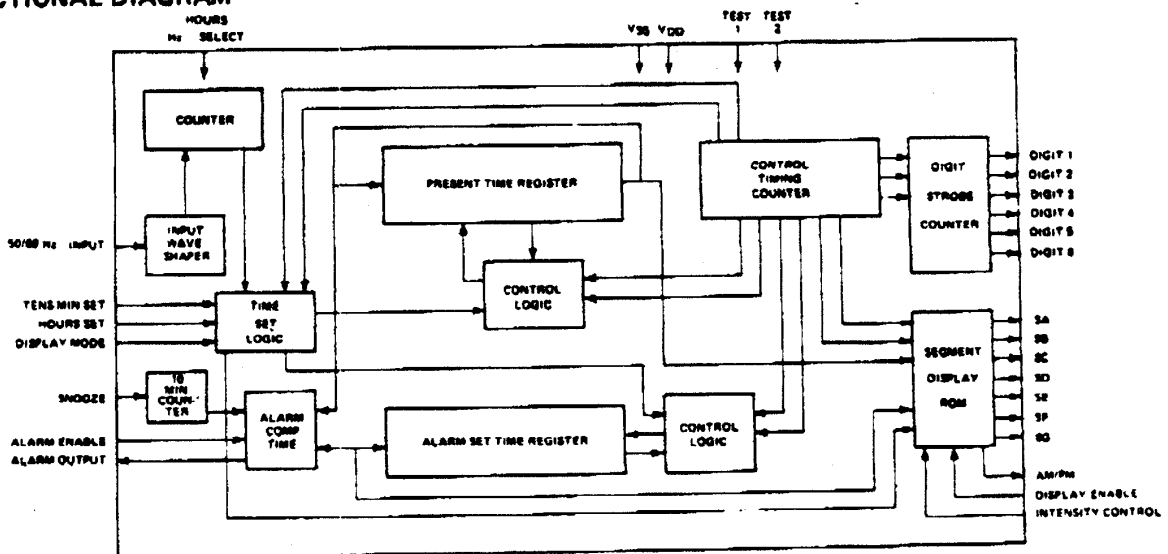 CTIONAL DIAGRAM
HOURS
Hz SELECT
VSS VDD
TEST 1
TEST 2
COUNTER
INPUT WAVE SHAPER
50/60 Hz INPUT
TENS MIN SET
HOURS SET
DISPLAY MODE
TIME SET LOGIC
SNOOZE
10 MIN COUN-TER
ALARM ENABLE
ALARM OUTPUT
ALARM COMP TIME
PRESENT TIME REGISTER
CONTROL LOGIC
ALARM SET TIME REGISTER
CONTROL LOGIC
CONTROL TIMING COUNTER
DIGIT STROBE COUNTER
DIGIT 1
DIGIT 2
DIGIT 3
DIGIT 4
DIGIT 5
DIGIT 6
SEGMENT DISPLAY ROM
SA
SB
SC
SD
SE
SF
SG
AM/PM
DISPLAY ENABLE
INTENSITY CONTROL